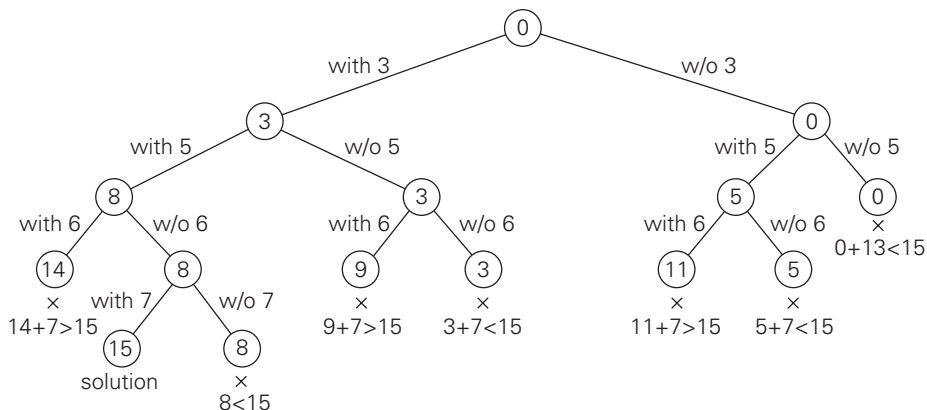 0
with 3
w/o 3
3
0
with 5
w/o 5
with 5
w/o 5
8
3
5
0
with 6
w/o 6
with 6
w/o 6
with 6
w/o 6
×
0+13<15
14
8
9
3
11
5
×
with 7
w/o 7
×
×
×
×
14+7>15
9+7>15
3+7<15
11+7>15
5+7<15
15
8
solution
×
8<15